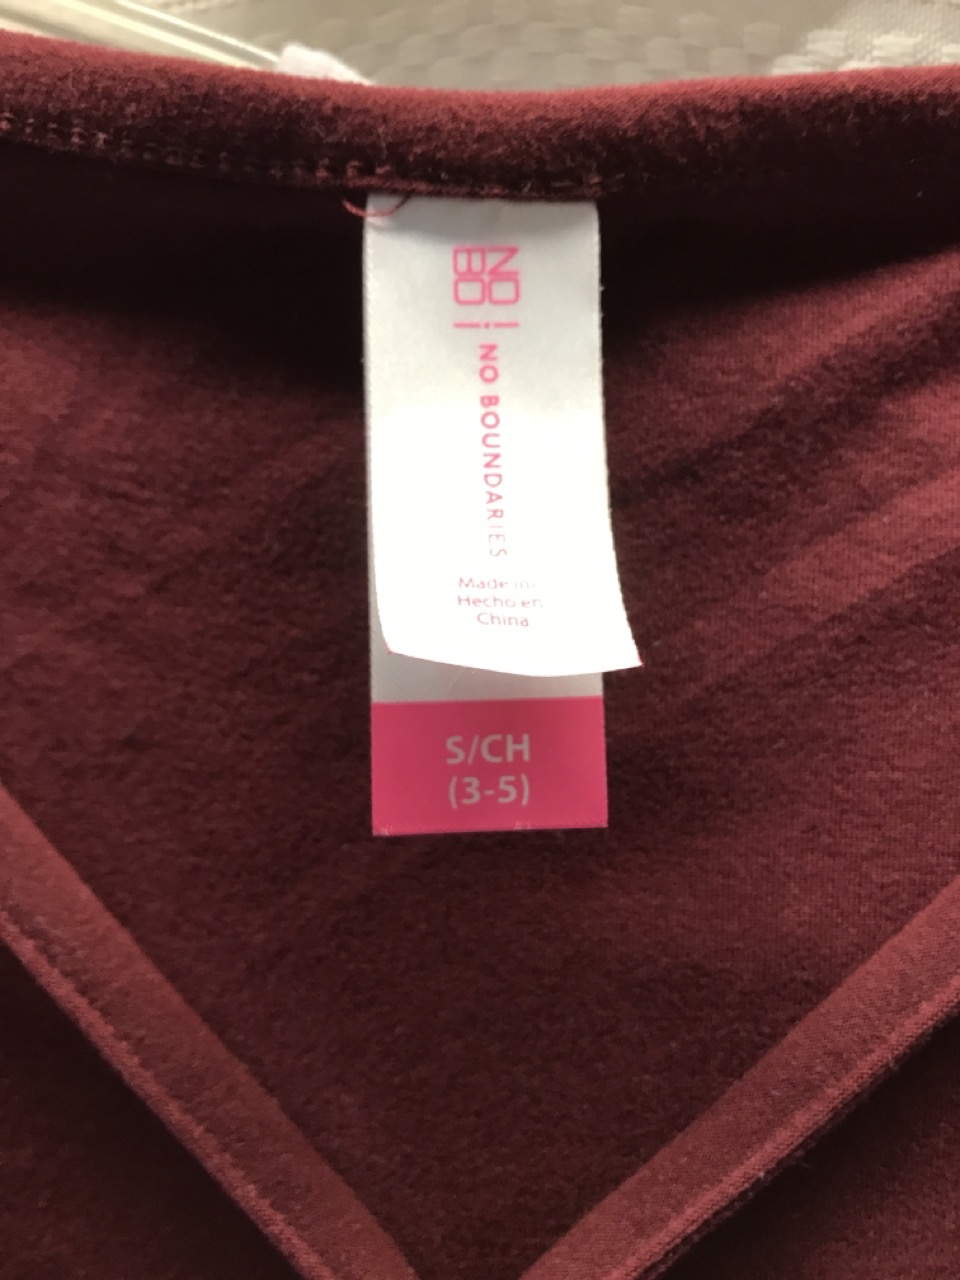 NO
BO
NO BOUNDARIES
Made in
Hecho en
China
S/CH
(3-5)